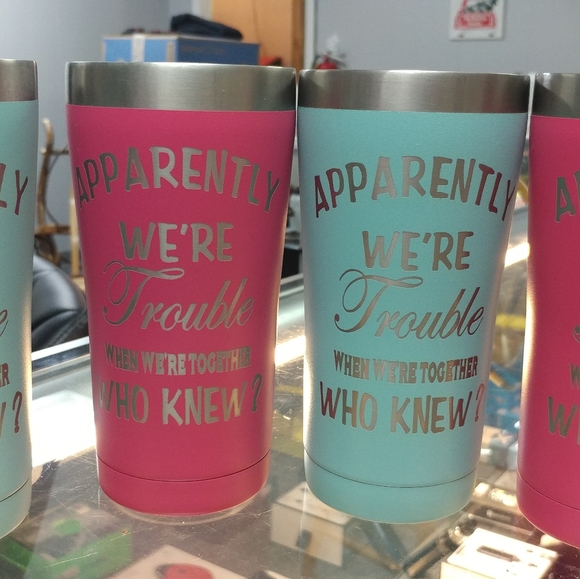 APPARENTLY
WE'RE
Trouble
WHEN WE'RE TOGETHER
WHO KNEW?
APPARENTLY
WE'RE
Trouble
WHEN WE'RE TOGETHER
WHO KNEW?